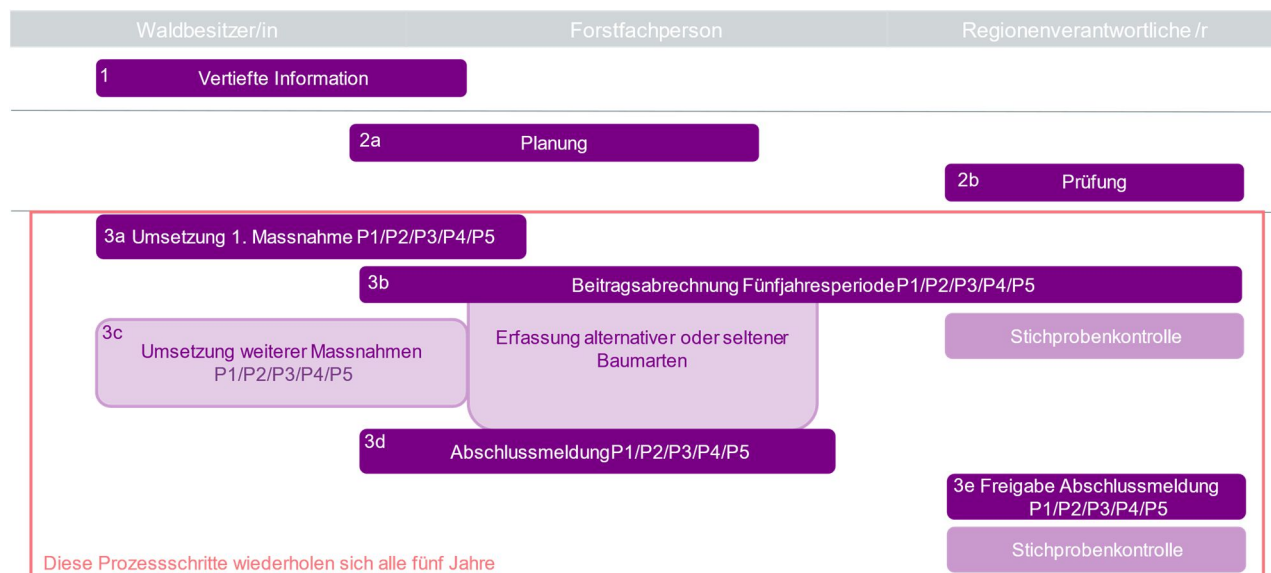 Waldbesitzer/in Forstfachperson Regionenverantwortliche/r
1 Vertiefte Information
2a Planung
2b Prüfung
3a Umsetzung 1. Massnahme P1/P2/P3/P4/P5
3b Beitragsabrechnung Fünfjahresperiode P1/P2/P3/P4/P5
3c
Umsetzung weiterer Massnahmen
P1/P2/P3/P4/P5
Erfassung alternativer oder seltener
Baumarten
Stichprobenkontrolle
3d Abschlussmeldung P1/P2/P3/P4/P5
3e Freigabe Abschlussmeldung
P1/P2/P3/P4/P5
Stichprobenkontrolle
Diese Prozessschritte wiederholen sich alle fünf Jahre